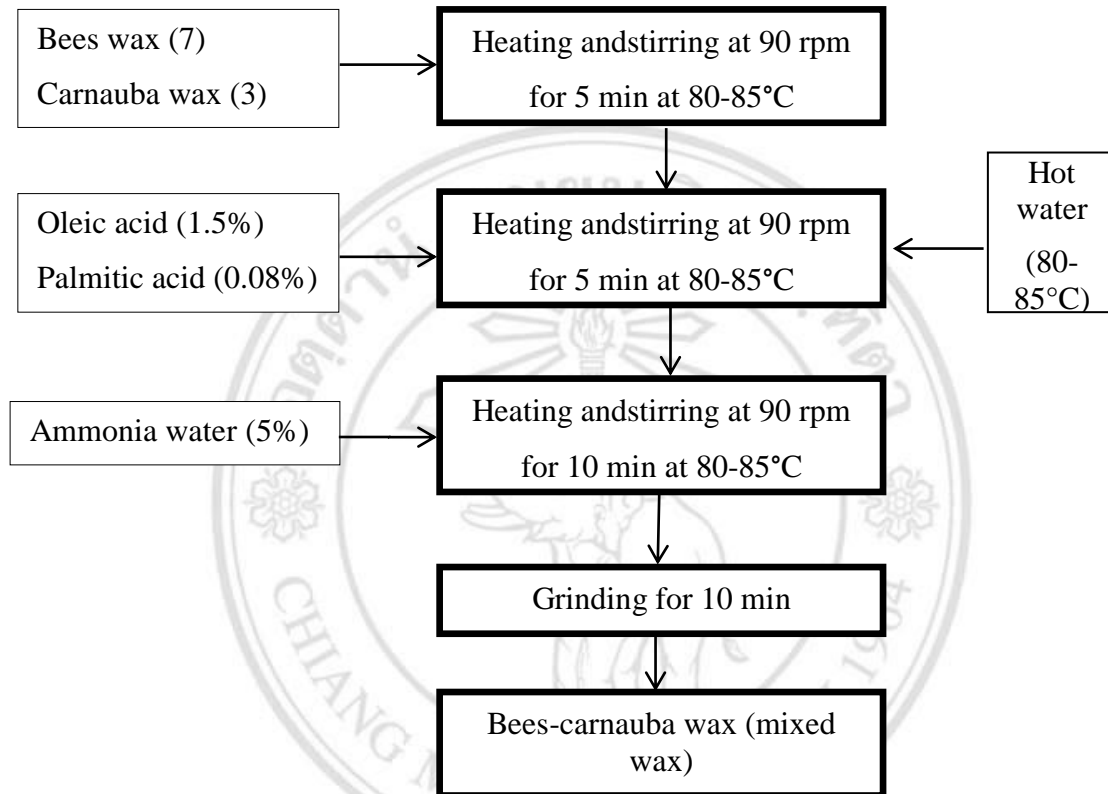 Bees wax (7)
Carnauba wax (3)
Heating andstirring at 90 rpm
for 5 min at 80-85°C
Oleic acid (1.5%)
Palmitic acid (0.08%)
Heating andstirring at 90 rpm
for 5 min at 80-85°C
Hot
water
(80-
85°C)
Ammonia water (5%)
Heating andstirring at 90 rpm
for 10 min at 80-85°C
Grinding for 10 min
Bees-carnauba wax (mixed
wax)
CHIANG